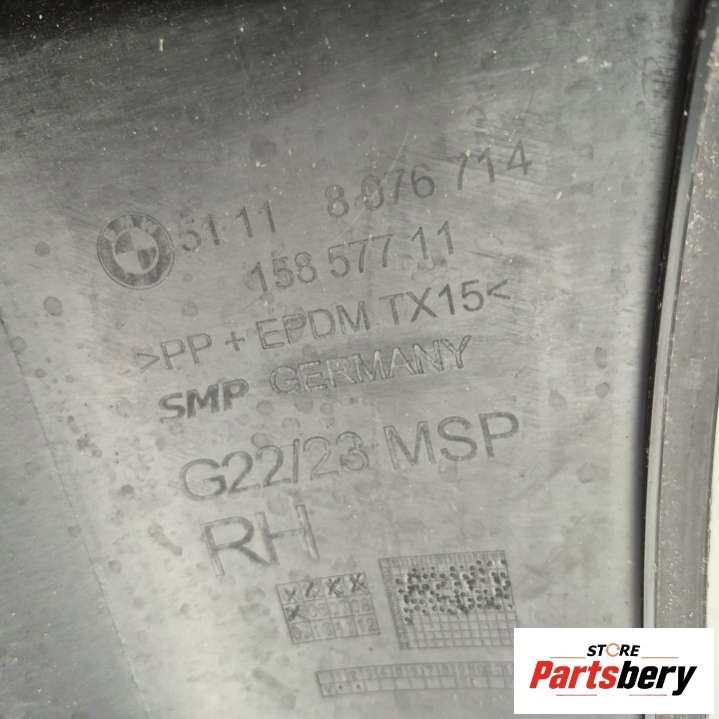 51 11 8 076 714
158 577 11
>PP + EPDM TX15<
SMP GERMANY
G22/23 MSP
RH
STORE
Partsbery